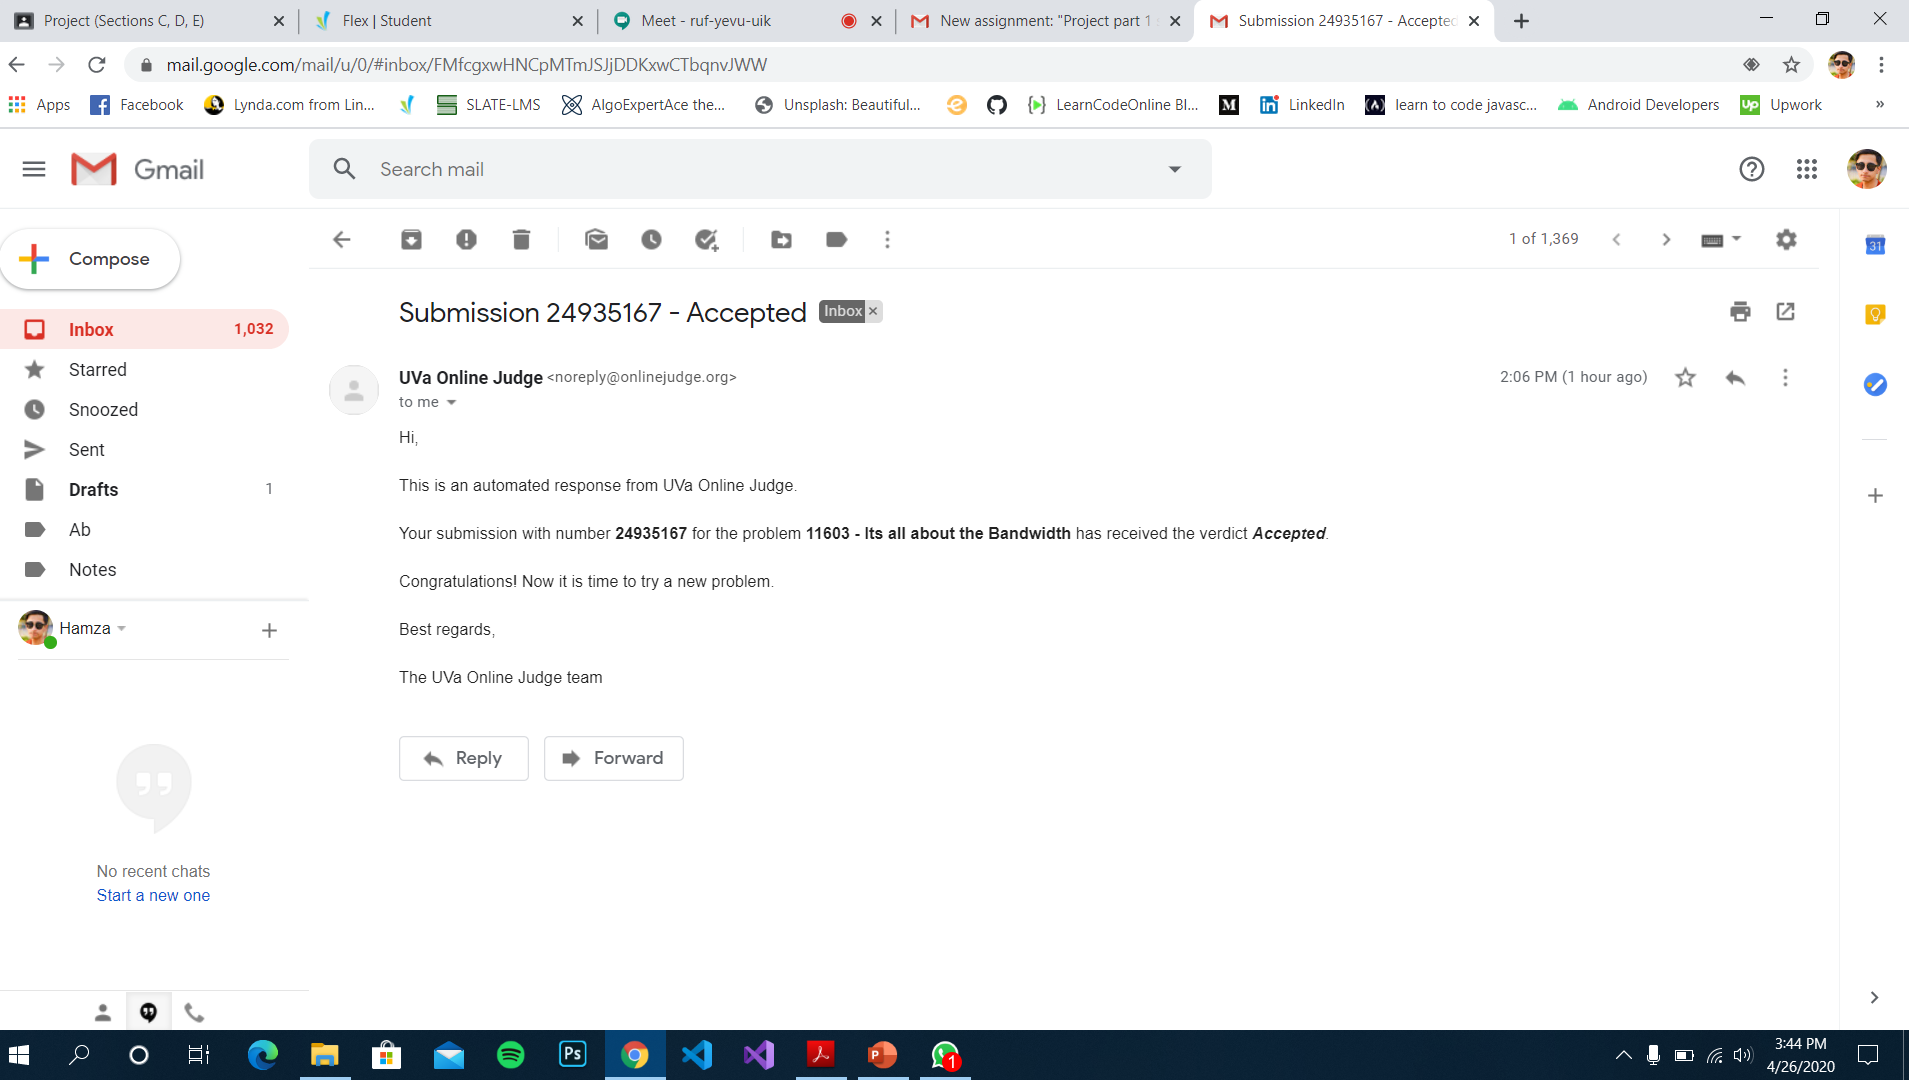 Project (Sections C, D, E)
Flex | Student
Meet - ruf-yevu-uik
New assignment: "Project part 1
Submission 24935167 - Accepted
mail.google.com/mail/u/0/#inbox/FMfcgxwHNCpMTmJSJjDDKxwCTbqnvJWW
Apps
Facebook
Lynda.com from Lin...
SLATE-LMS
AlgoExpertAce the...
Unsplash: Beautiful...
LearnCodeOnline Bl...
M
LinkedIn
learn to code javasc...
Android Developers
Up
Upwork
»
Gmail
Search mail
Compose
1 of 1,369
31
Submission 24935167 - Accepted
Inbox ×
Inbox 1,032
Starred
Snoozed
Sent
Drafts 1
Ab
Notes
UVa Online Judge <noreply@onlinejudge.org>
2:06 PM (1 hour ago)
to me
Hi,
This is an automated response from UVa Online Judge.
Your submission with number 24935167 for the problem 11603 - Its all about the Bandwidth has received the verdict Accepted.
Congratulations! Now it is time to try a new problem.
Best regards,
The UVa Online Judge team
Reply
Forward
Hamza
No recent chats
Start a new one
Ps
P
1
3:44 PM
4/26/2020